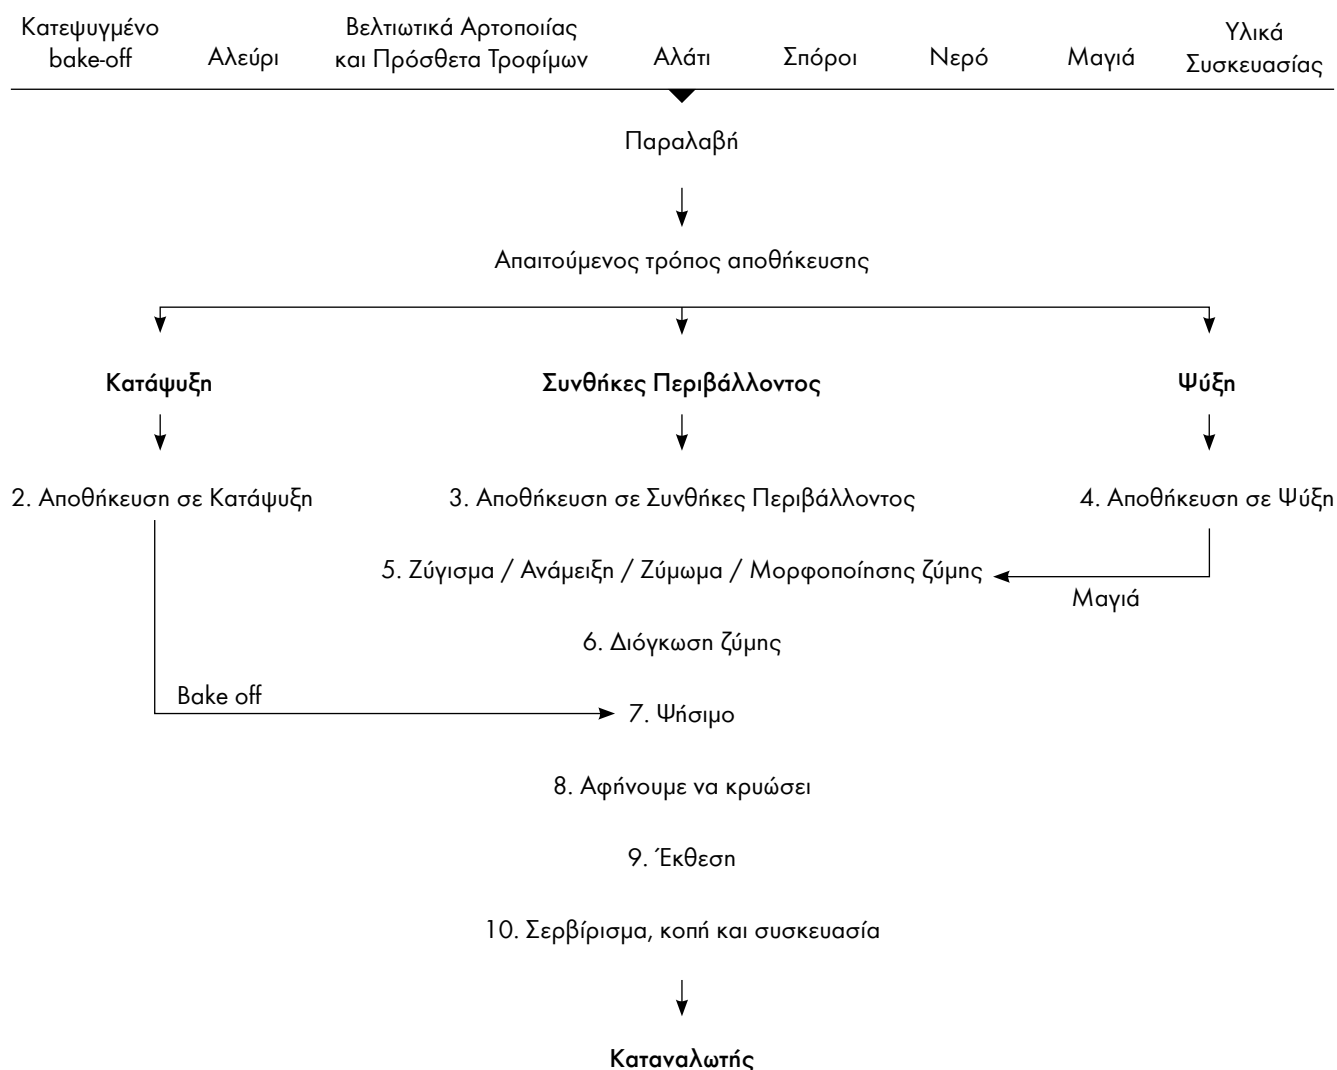 Κατεψυγμένο
bake-off
Αλεύρι
Βελτιωτικά Αρτοποιίας
και Πρόσθετα Τροφίμων
Αλάτι
Σπόροι
Νερό
Μαγιά
Υλικά
Συσκευασίας
Παραλαβή
Απαιτούμενος τρόπος αποθήκευσης
Κατάψυξη
Συνθήκες Περιβάλλοντος
Ψύξη
2. Αποθήκευση σε Κατάψυξη
3. Αποθήκευση σε Συνθήκες Περιβάλλοντος
4. Αποθήκευση σε Ψύξη
5. Ζύγισμα / Ανάμειξη / Ζύμωμα / Μορφοποίησης ζύμης
Μαγιά
6. Διόγκωση ζύμης
Bake off
7. Ψήσιμο
8. Αφήνουμε να κρυώσει
9. Έκθεση
10. Σερβίρισμα, κοπή και συσκευασία
Καταναλωτής